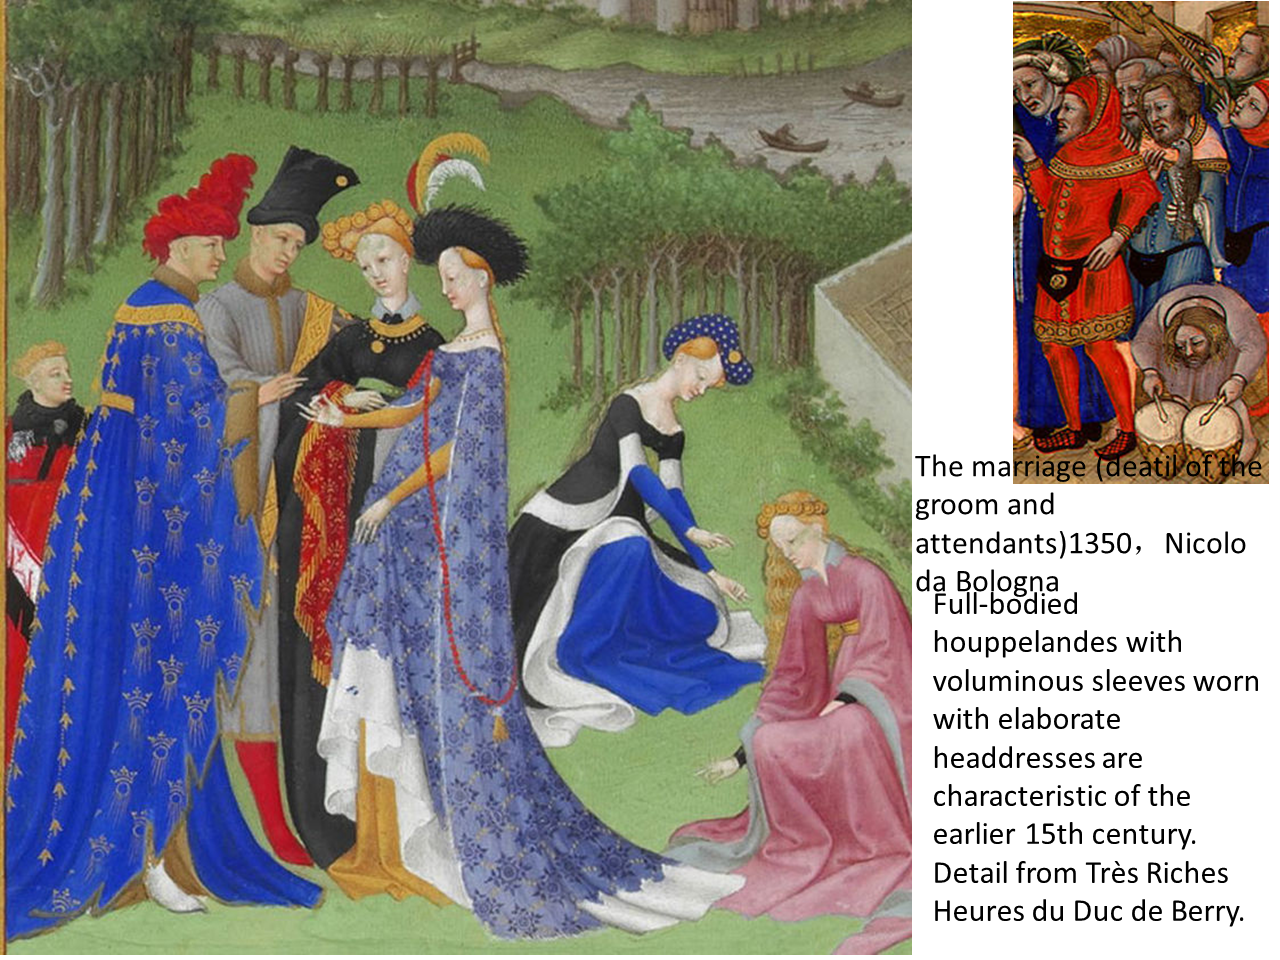 The marriage (deatil of the
groom and
attendants)1350， Nicolo
da Bologna
Full-bodied
houppelandes with
voluminous sleeves worn
with elaborate
headdresses are
characteristic of the
earlier 15th century.
Detail from Très Riches
Heures du Duc de Berry.